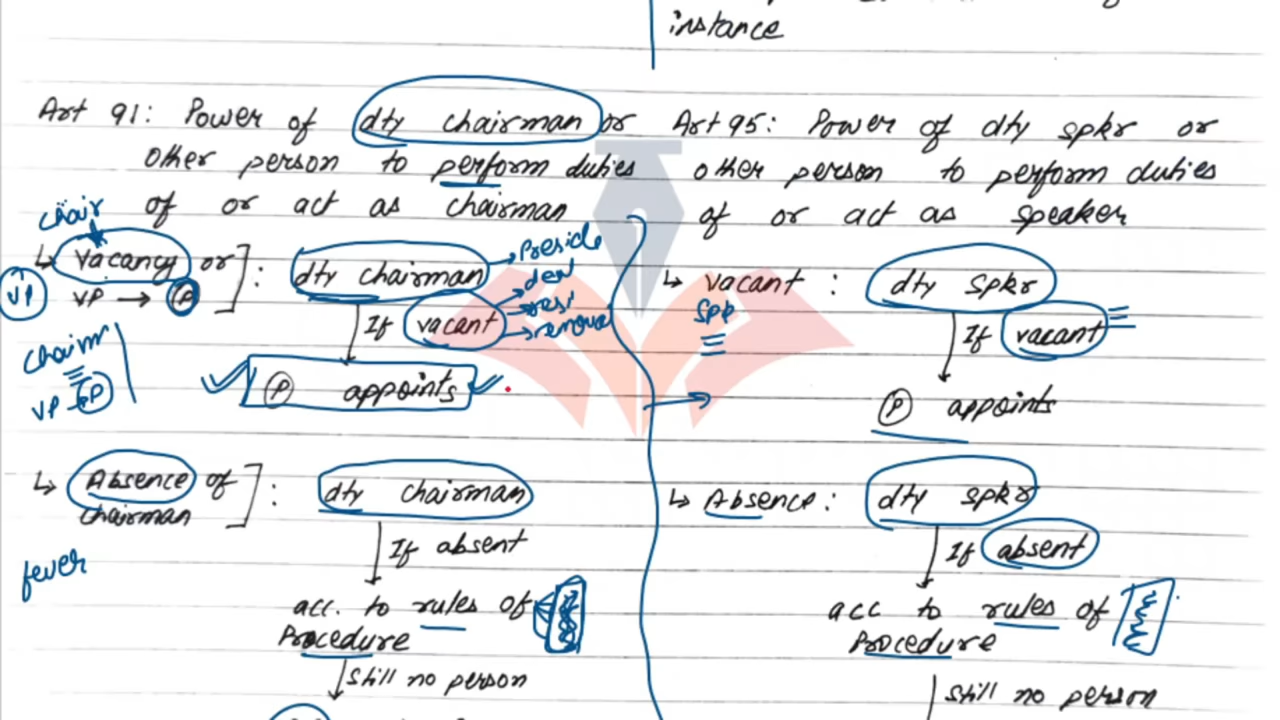 instance
Art 91: Power of dty chairman or
other person to perform duties
of or act as chairman
chair
↳ vacancy or ] : dty chairman → Preside
VP VP → P
If vacant → resi
→ removal
chairm
VP → P
P appoints
↳ Absence of ] : dty chairman
chairman
If absent
fever
acc. to rules of
Procedure
↓ still no person
Art 95: Power of dty spkr or
other person to perform duties
of or act as speaker
↳ vacant : dty spkr
If vacant
P appoints
↳ Absence : dty spkr
If absent
acc to rules of
Procedure
still no person